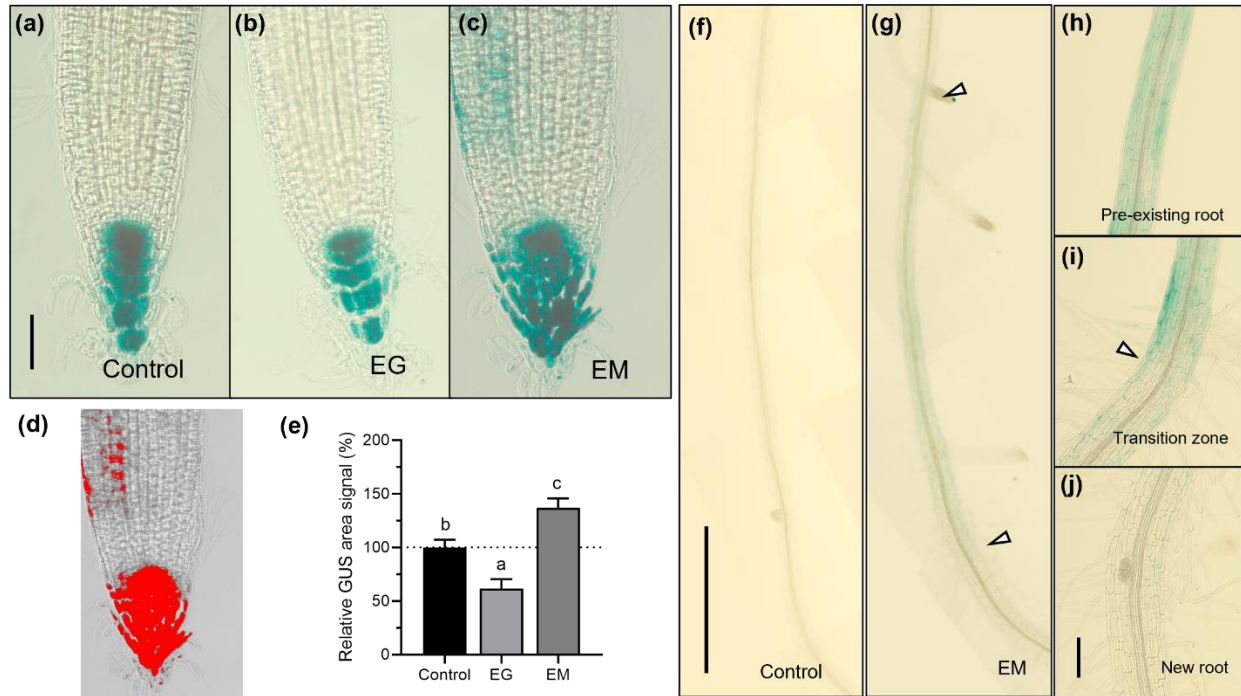 (a)
(b)
(c)
Control
EG
EM
(d)
(e)
Relative GUS area signal (%)
200
150
100
50
0
b
a
c
Control
EG
EM
(f)
Control
(g)
EM
(h)
Pre-existing root
(i)
Transition zone
(j)
New root